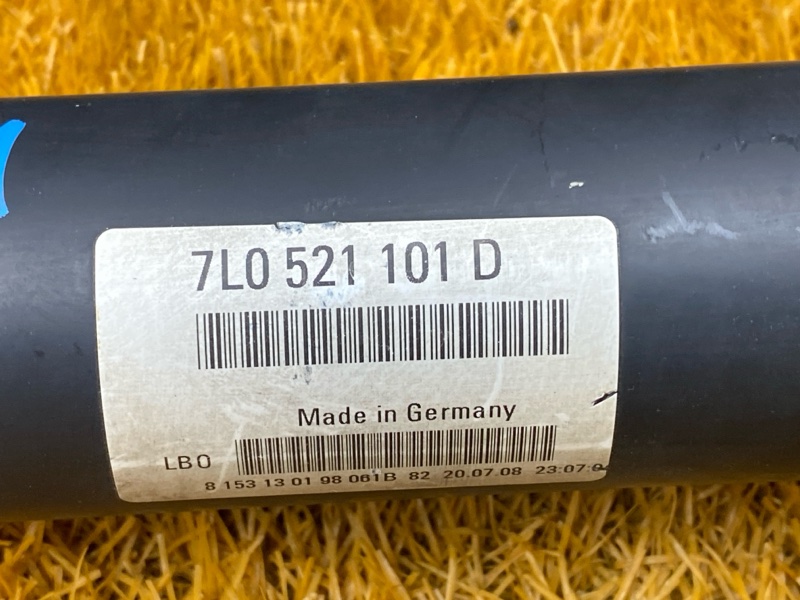 7L0 521 101 D
Made in Germany
LBO
8 153 13 01 98 061B 82 20.07.08 23:07:0